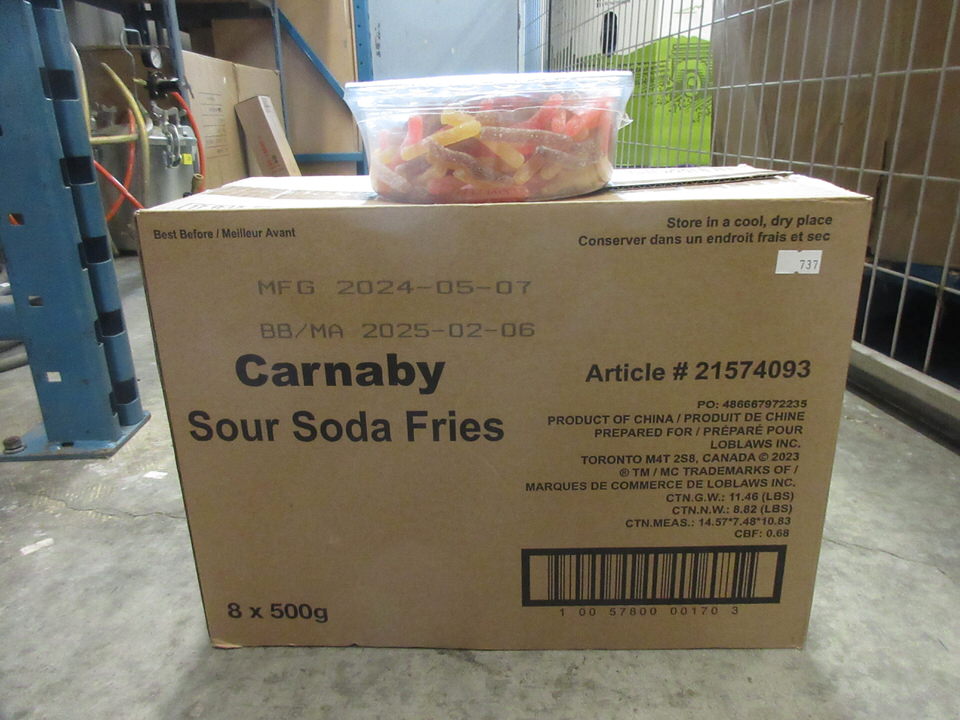 Best Before / Meilleur Avant
Store in a cool, dry place
Conserver dans un endroit frais et sec
737
MFG 2024-05-07
BB/MA 2025-02-06
Carnaby
Sour Soda Fries
Article # 21574093
PO: 486667972235
PRODUCT OF CHINA / PRODUIT DE CHINE
PREPARED FOR / PRÉPARÉ POUR
LOBLAWS INC.
TORONTO M4T 2S8, CANADA © 2023
® TM / MC TRADEMARKS OF /
MARQUES DE COMMERCE DE LOBLAWS INC.
CTN.G.W.: 11.46 (LBS)
CTN.N.W.: 8.82 (LBS)
CTN.MEAS.: 14.57*7.48*10.83
CBF: 0.68
8 x 500g
1 00 57800 00170 3